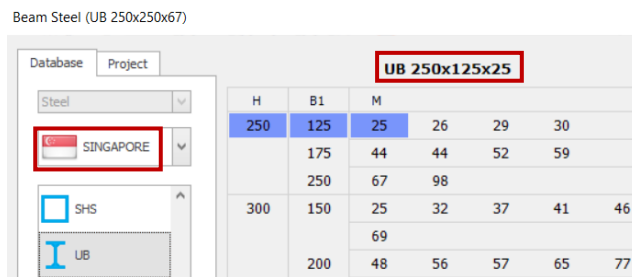 Beam Steel (UB 250x250x67)
Database Project
UB 250x125x25
Steel
H B1 M
250 125 25 26 29 30
SINGAPORE
175 44 44 52 59
250 67 98
SHS
300 150 25 32 37 41 46
69
UB
200 48 56 57 65 77